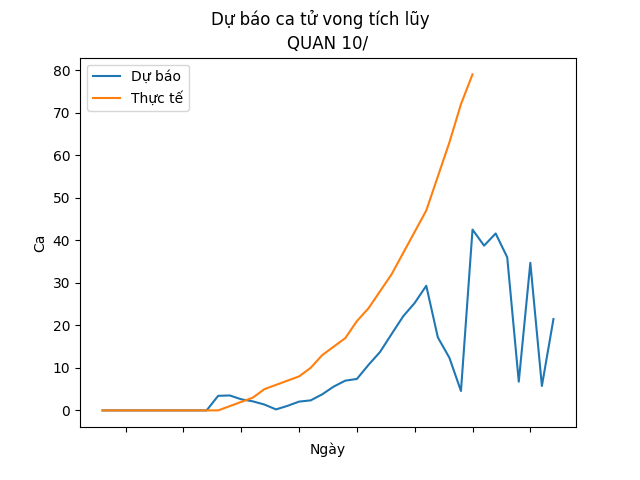 Dự báo ca tử vong tích lũy
QUAN 10/
Dự báo
Thực tế
80
70
60
50
40
30
20
10
0
Ca
Ngày